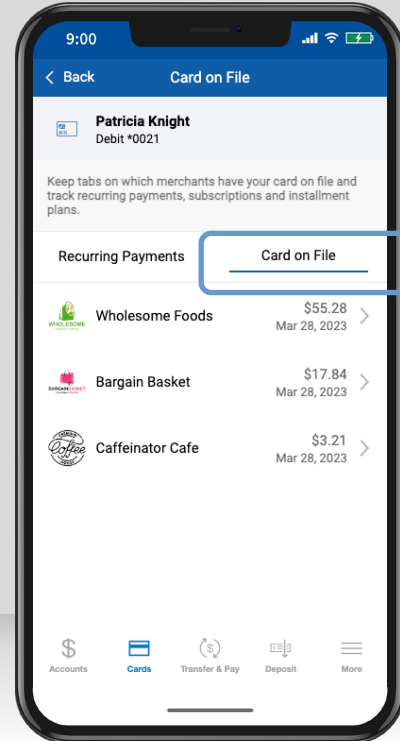 9:00
Back
Card on File
Patricia Knight
Debit *0021
Keep tabs on which merchants have your card on file and
track recurring payments, subscriptions and installment
plans.
Recurring Payments
Card on File
WHOLESOME
Wholesome Foods
$55.28
Mar 28, 2023
BARGAIN BASKET
Bargain Basket
$17.84
Mar 28, 2023
Coffee
Caffeinator Cafe
$3.21
Mar 28, 2023
Accounts
Cards
Transfer & Pay
Deposit
More